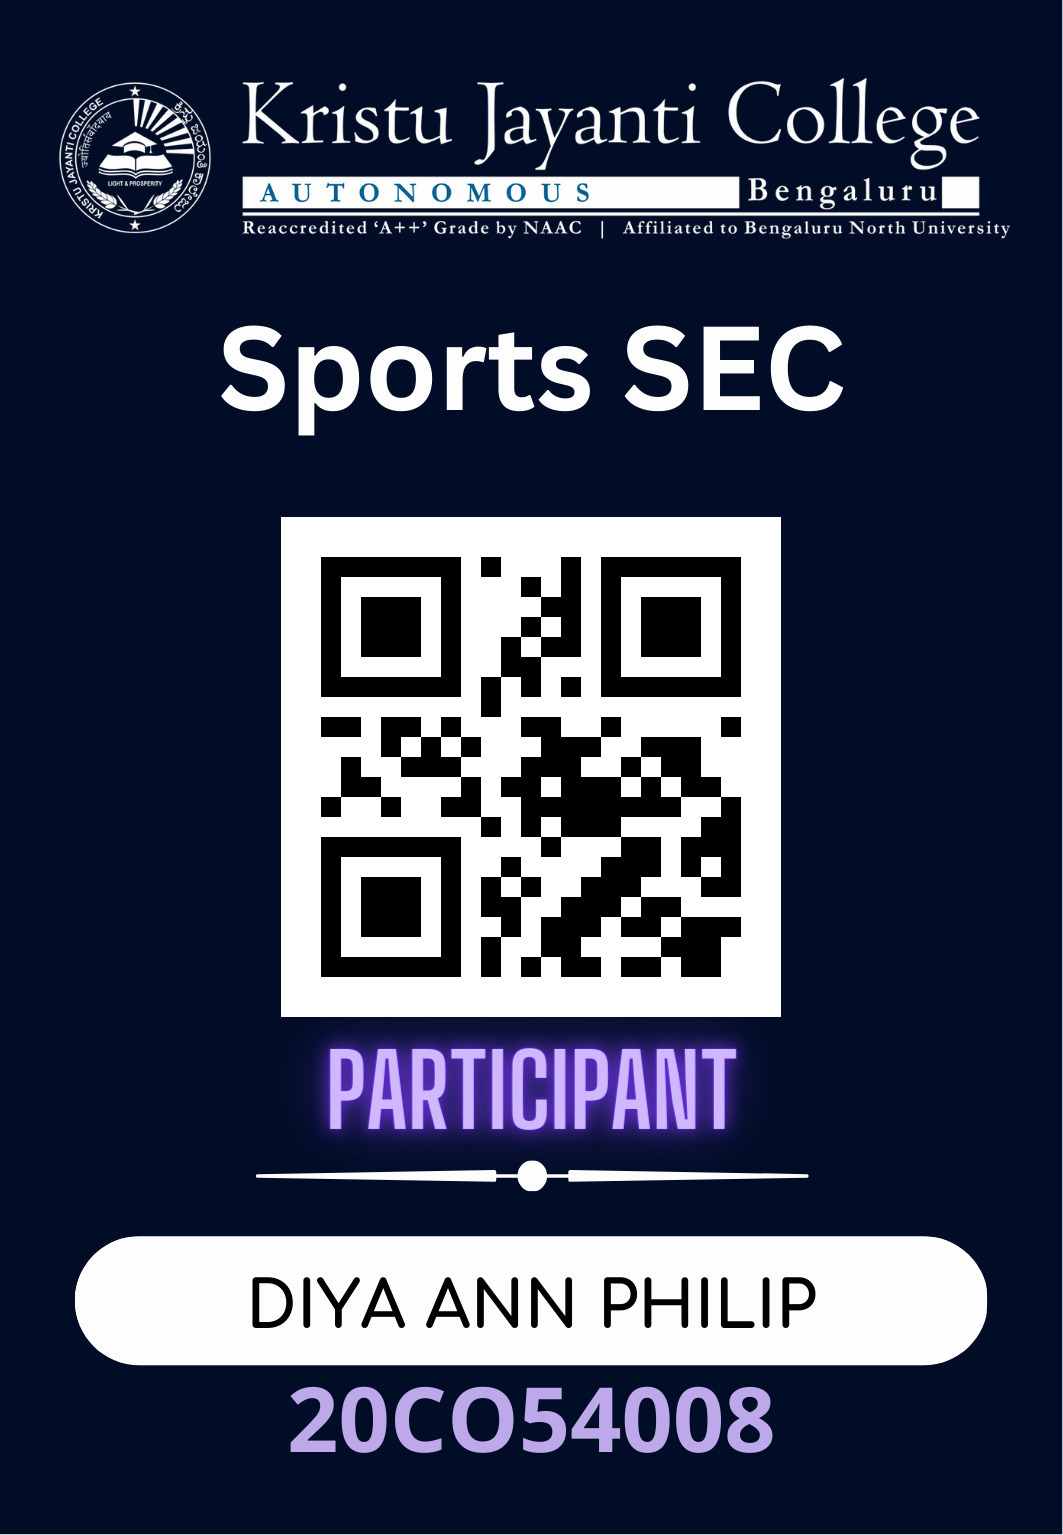 KRISTU JAYANTI COLLEGE
ಕ್ರಿಸ್ತು ಜಯಂತಿ ಕಾಲೇಜು
LIGHT & PROSPERITY
Kristu Jayanti College
AUTONOMOUS Bengaluru
Reaccredited ‘A++’ Grade by NAAC | Affiliated to Bengaluru North University
Sports SEC
PARTICIPANT
DIYA ANN PHILIP
20CO54008